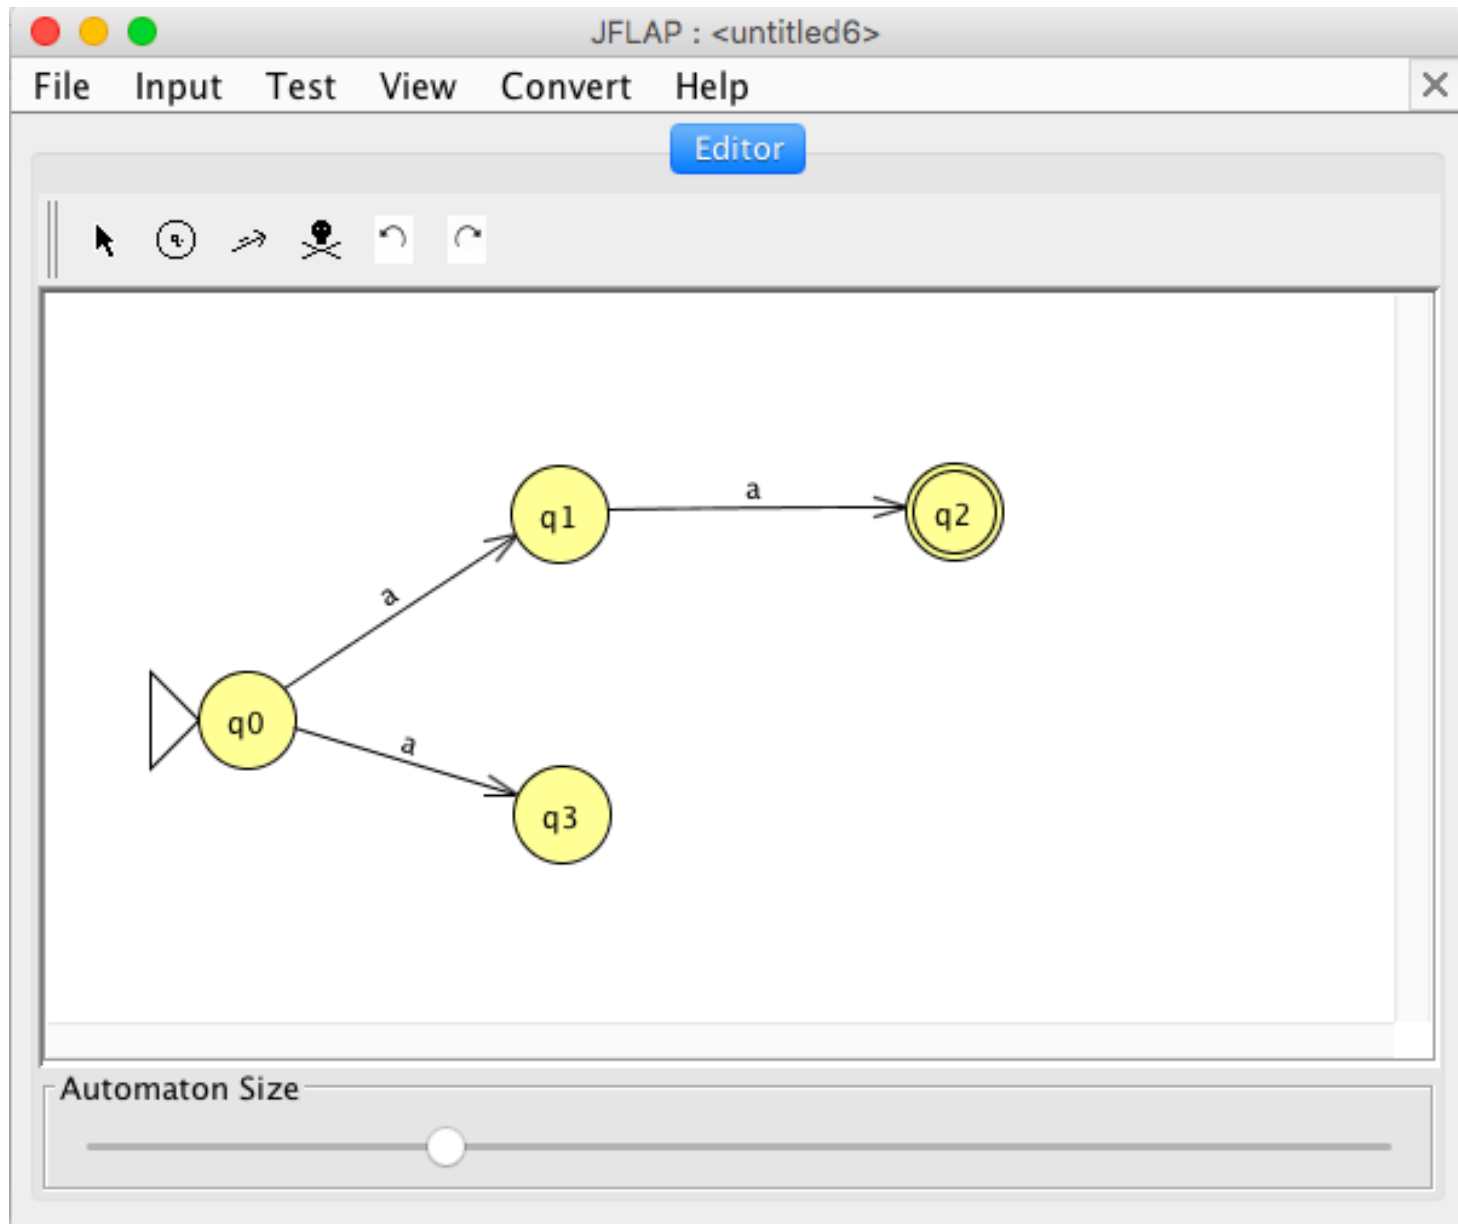 JFLAP : <untitled6>
File Input Test View Convert Help
Editor
q
a
q1
q2
a
q0
a
q3
Automaton Size